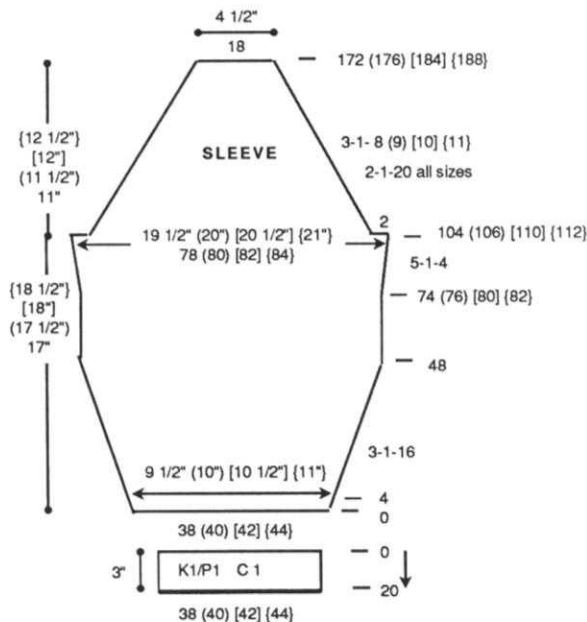 4 1/2"
18
172 (176) [184] {188}
{12 1/2"}
[12"]
(11 1/2")
11"
SLEEVE
3-1- 8 (9) [10] {11}
2-1-20 all sizes
2
19 1/2" (20") [20 1/2"] {21"}
78 (80) [82] {84}
104 (106) [110] {112}
5-1-4
74 (76) [80] {82}
{18 1/2"}
[18"]
(17 1/2")
17"
48
3-1-16
9 1/2" (10") [10 1/2"] {11"}
4
0
38 (40) [42] {44}
0
3"
K1/P1 C 1
20
38 (40) [42] {44}